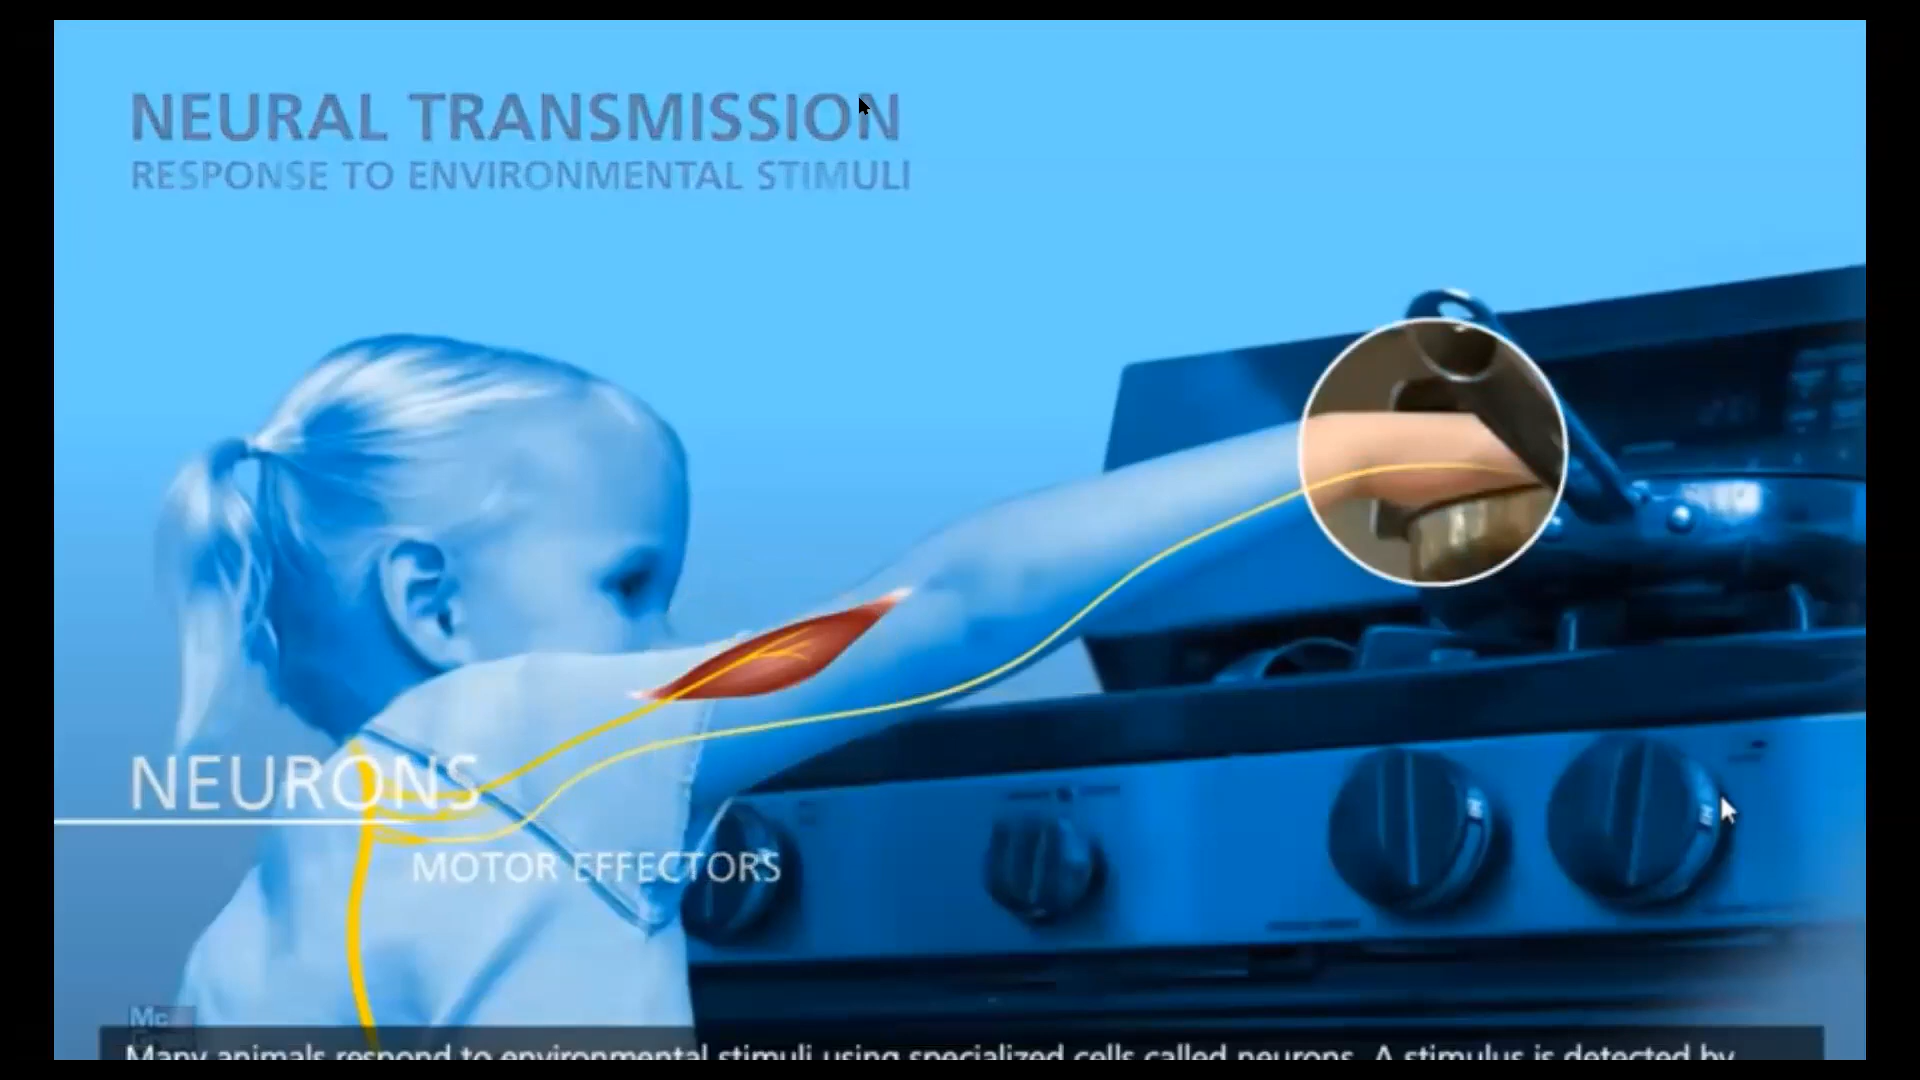 NEURAL TRANSMISSION
RESPONSE TO ENVIRONMENTAL STIMULI
NEURONS
MOTOR EFFECTORS
Mc
Many animals respond to environmental stimuli using specialized cells called neurons. A stimulus is detected by